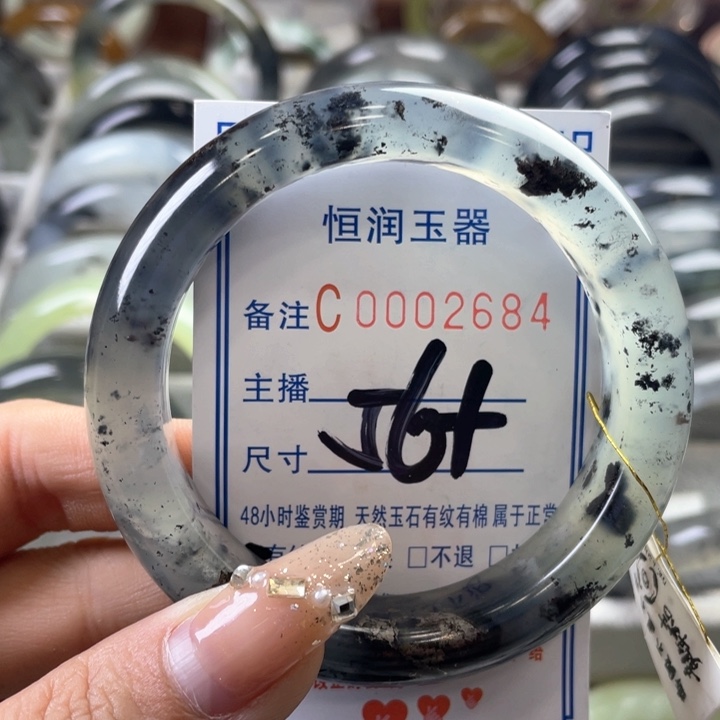 恒润玉器
备注C0002684
主播
尺寸 56+
48小时鉴赏期 天然玉石有纹有棉 属于正常
□不退
给